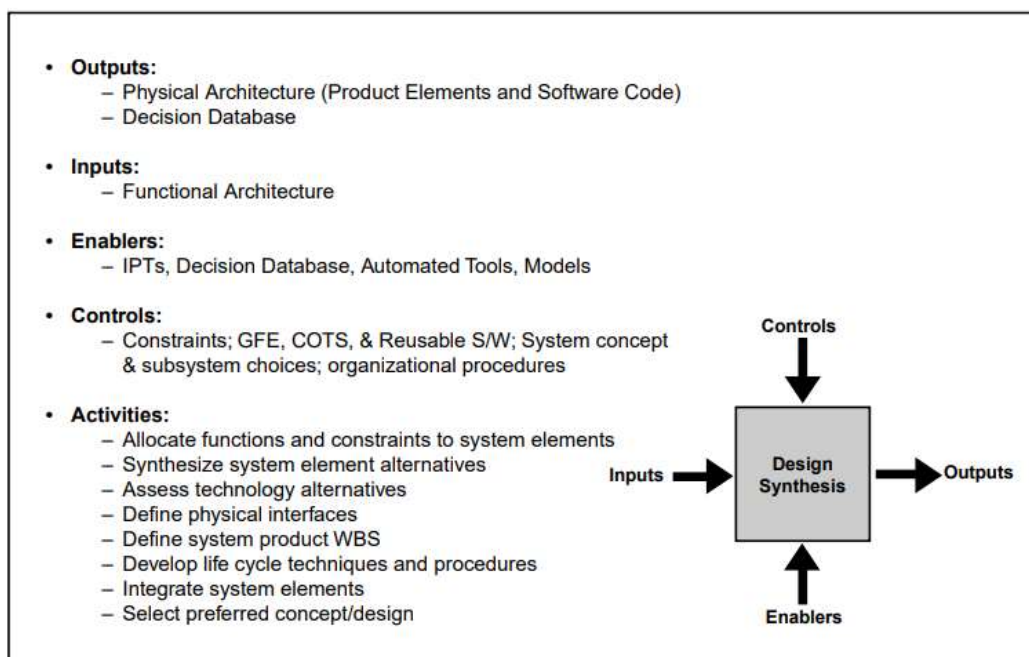 • Outputs:
– Physical Architecture (Product Elements and Software Code)
– Decision Database
• Inputs:
– Functional Architecture
• Enablers:
– IPTs, Decision Database, Automated Tools, Models
• Controls:
– Constraints; GFE, COTS, & Reusable S/W; System concept
& subsystem choices; organizational procedures
• Activities:
– Allocate functions and constraints to system elements
– Synthesize system element alternatives
– Assess technology alternatives
– Define physical interfaces
– Define system product WBS
– Develop life cycle techniques and procedures
– Integrate system elements
– Select preferred concept/design
Controls
Inputs
Design
Synthesis
Outputs
Enablers